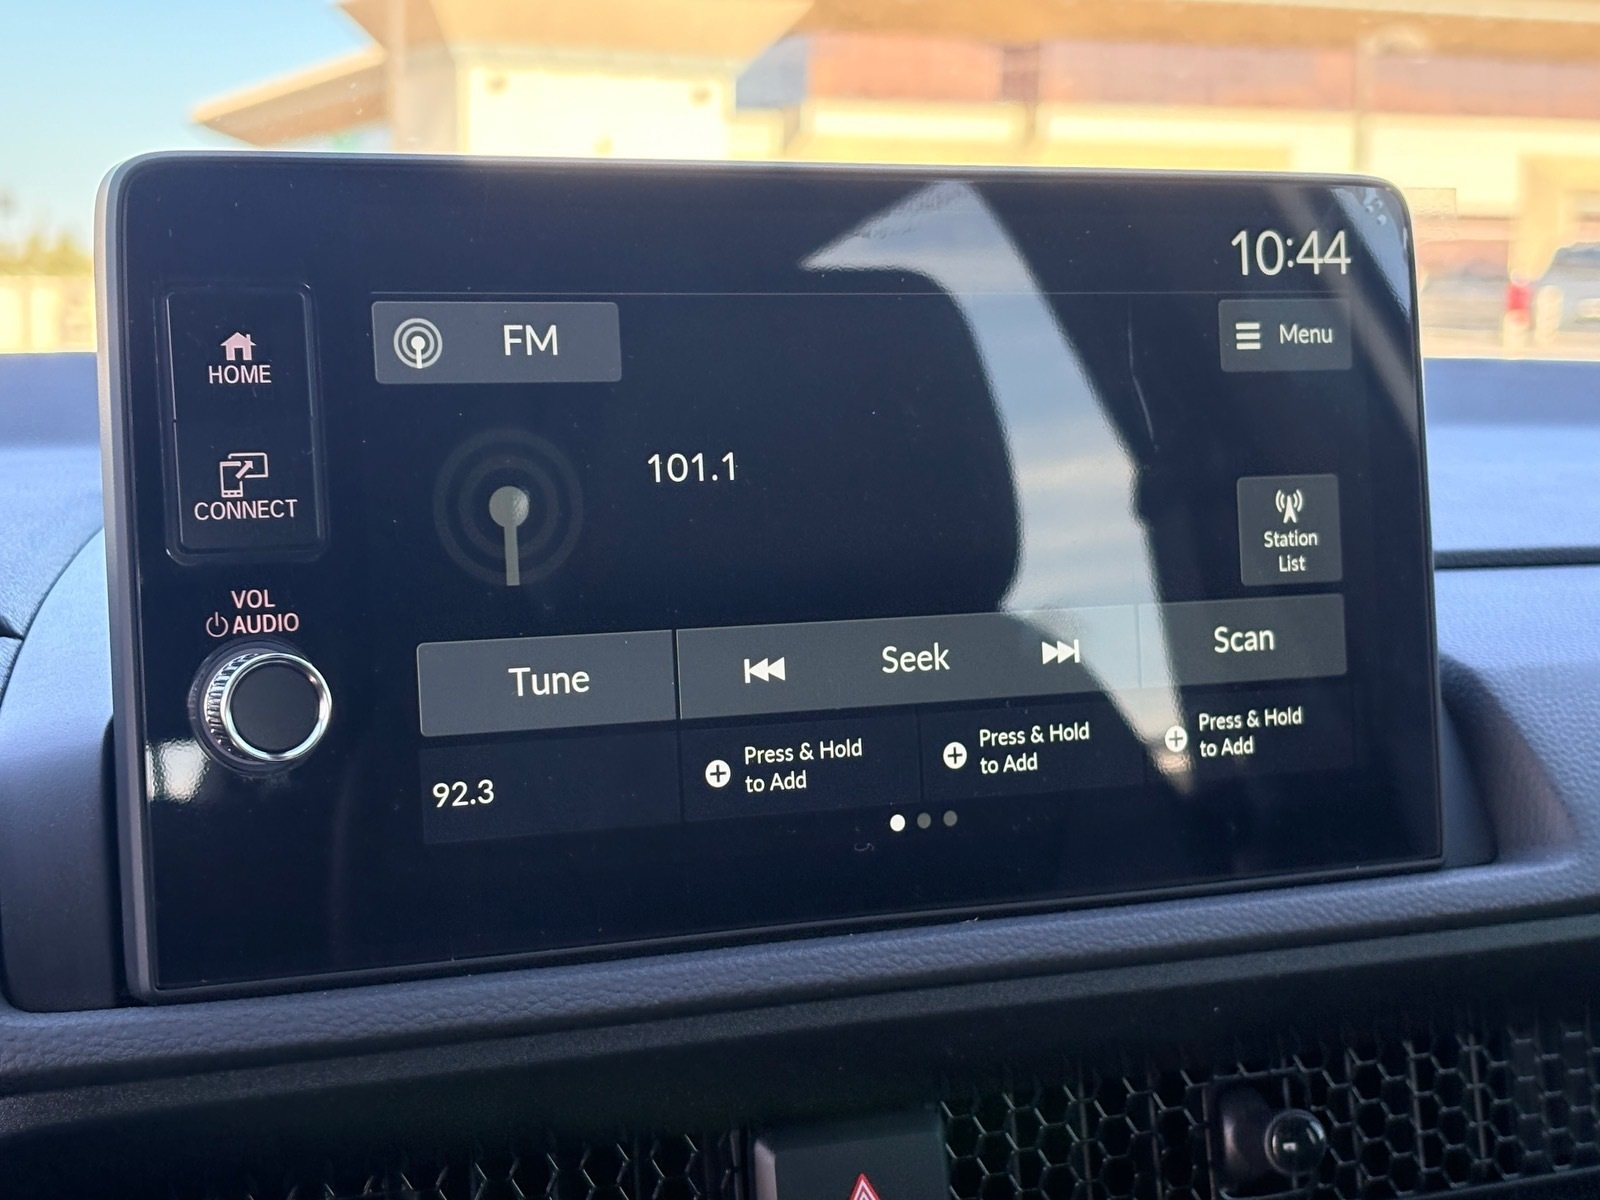 10:44
HOME
FM
Menu
101.1
CONNECT
Station
List
VOL
AUDIO
Tune
Seek
Scan
92.3
Press & Hold
to Add
Press & Hold
to Add
Press & Hold
to Add